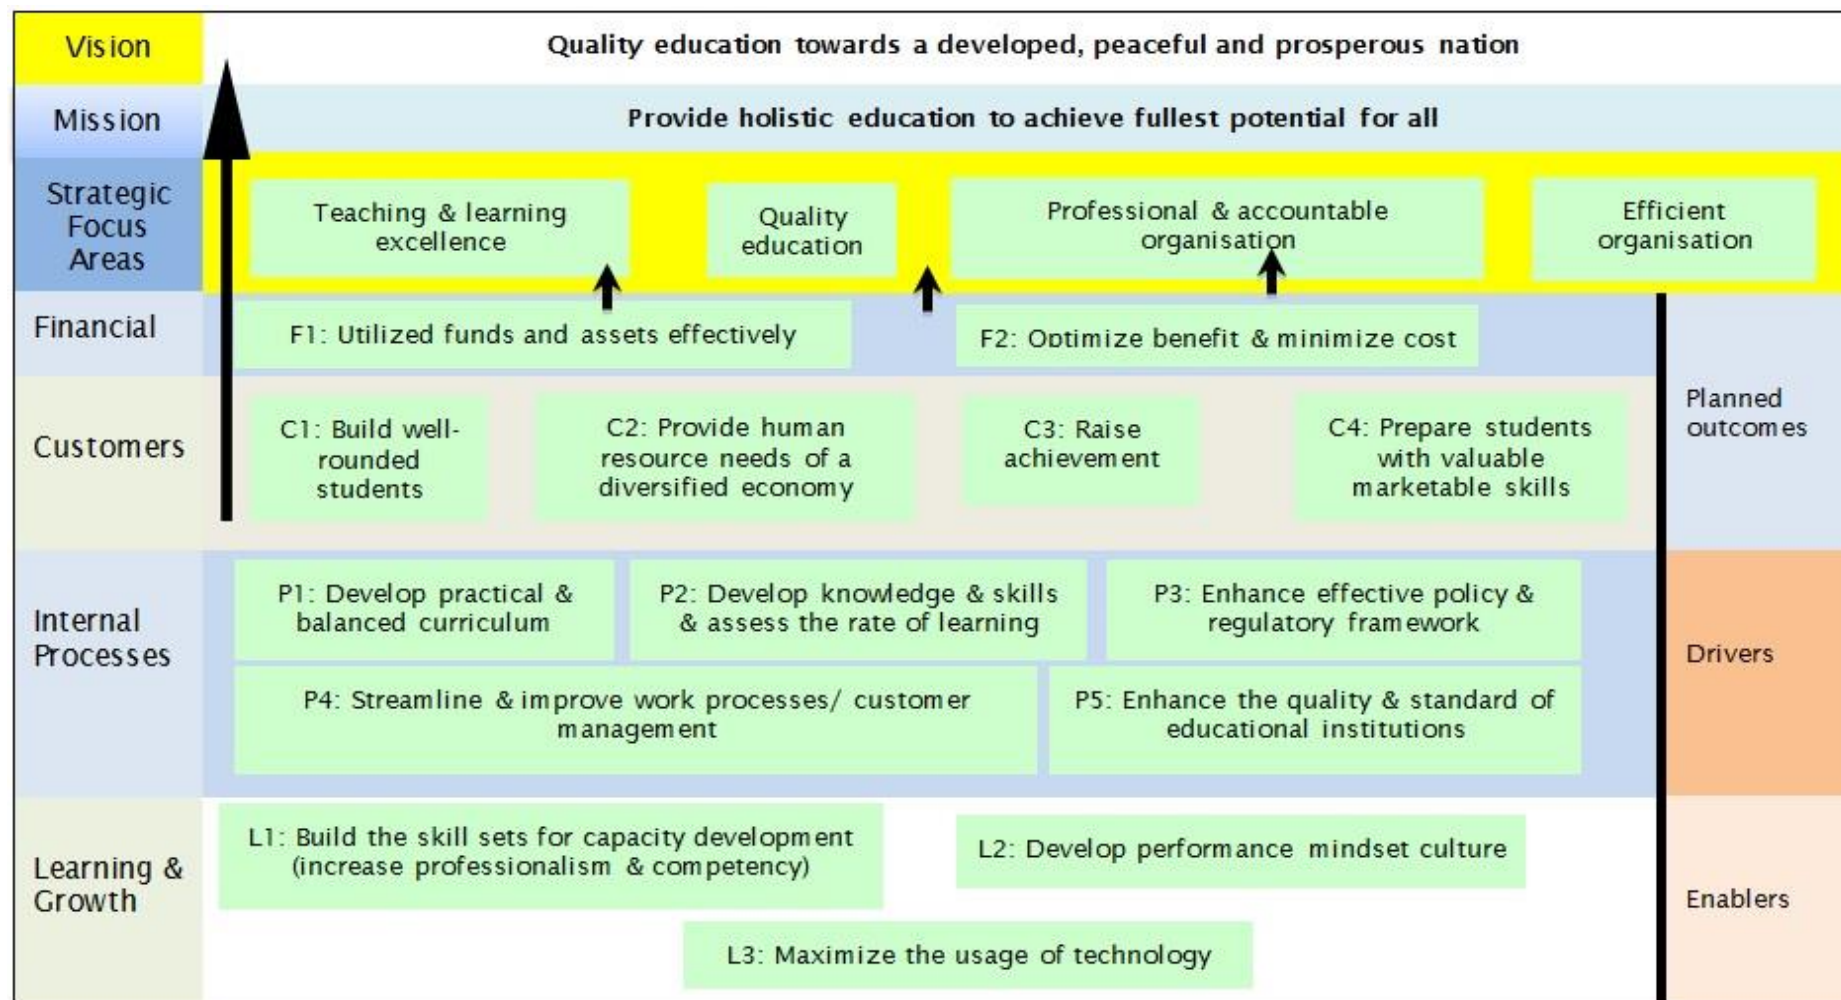 Vision
Quality education towards a developed, peaceful and prosperous nation
Mission
Provide holistic education to achieve fullest potential for all
Strategic
Focus
Areas
Teaching & learning
excellence
Quality
education
Professional & accountable
organisation
Efficient
organisation
Financial
F1: Utilized funds and assets effectively
F2: Optimize benefit & minimize cost
Planned
outcomes
Customers
C1: Build well-
rounded
students
C2: Provide human
resource needs of a
diversified economy
C3: Raise
achievement
C4: Prepare students
with valuable
marketable skills
Internal
Processes
P1: Develop practical &
balanced curriculum
P2: Develop knowledge & skills
& assess the rate of learning
P3: Enhance effective policy &
regulatory framework
P4: Streamline & improve work processes/ customer
management
P5: Enhance the quality & standard of
educational institutions
Drivers
Learning &
Growth
L1: Build the skill sets for capacity development
(increase professionalism & competency)
L2: Develop performance mindset culture
L3: Maximize the usage of technology
Enablers